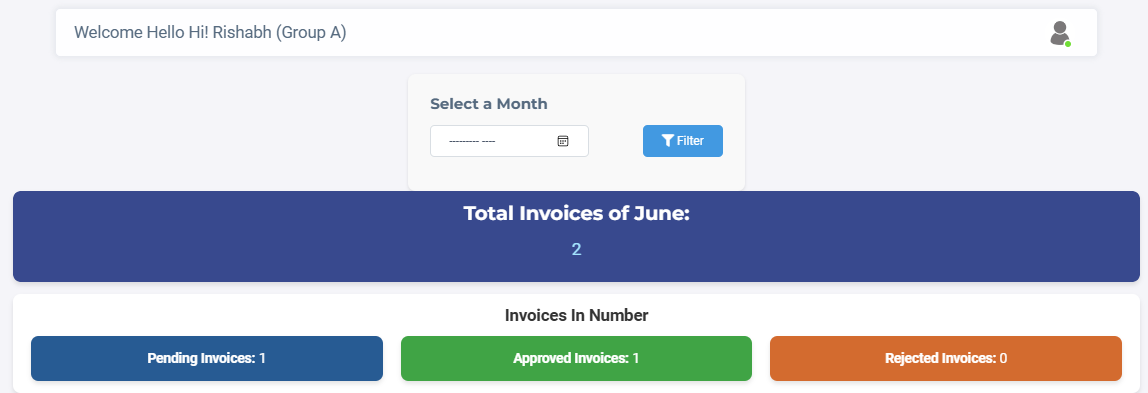 Welcome Hello Hi! Rishabh (Group A)
Select a Month
--------- ----
Filter
Total Invoices of June:
2
Invoices In Number
Pending Invoices: 1
Approved Invoices: 1
Rejected Invoices: 0